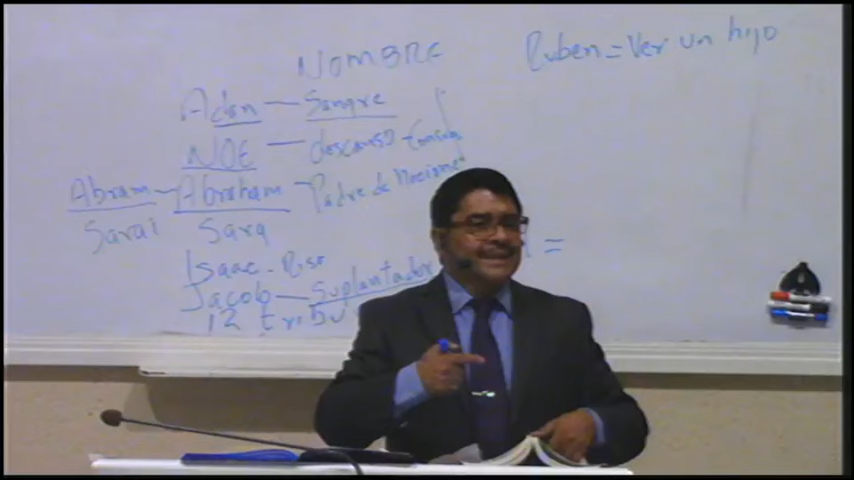 NOMBRE
Ruben = Ver un hijo
Adan — Sangre
NOE — descanso
Abram — Abraham — Padre de Naciones
Sarai Sara
Isaac - Risa
Jacob — Suplantador
12 tribu
=